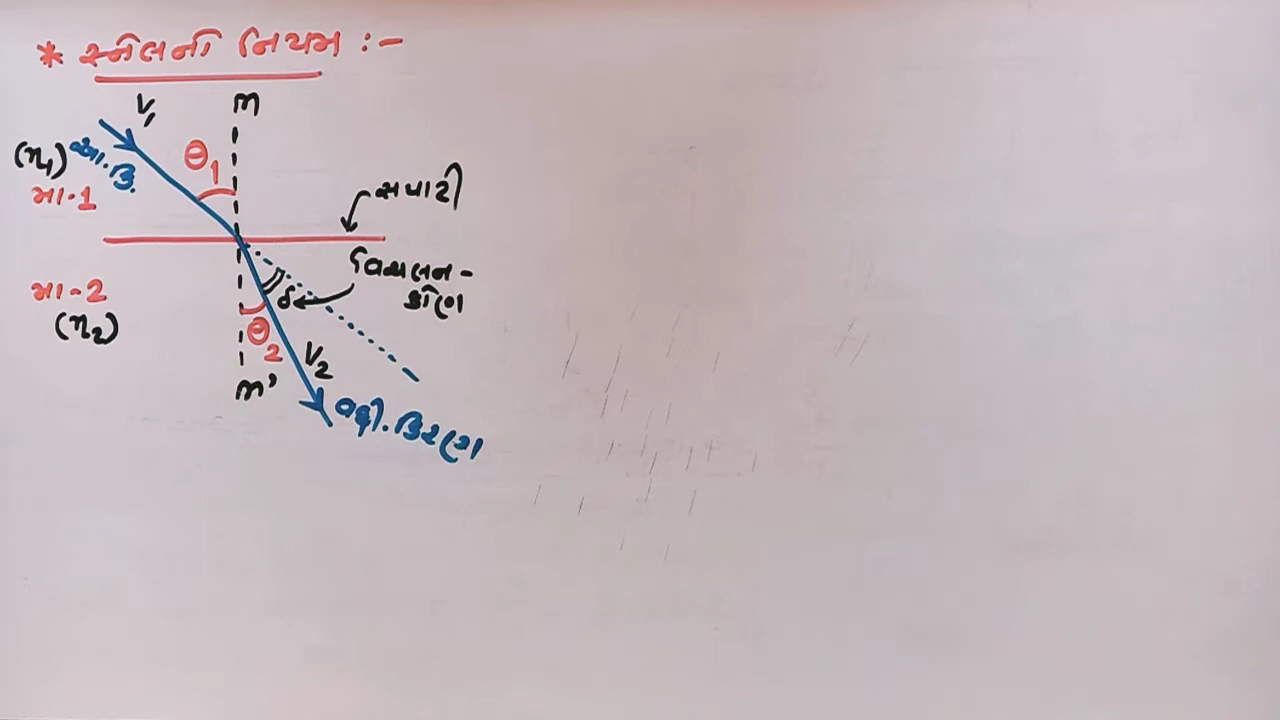 * સ્નેલનો નિયમ :-
V₁
m
(n₁)
આ.કિ.
θ₁
મા.1
સપાટી
વિચલન-
કોણ
મા-2
(n₂)
δ
θ₂
V₂
m'
વક્રી.કિરણ